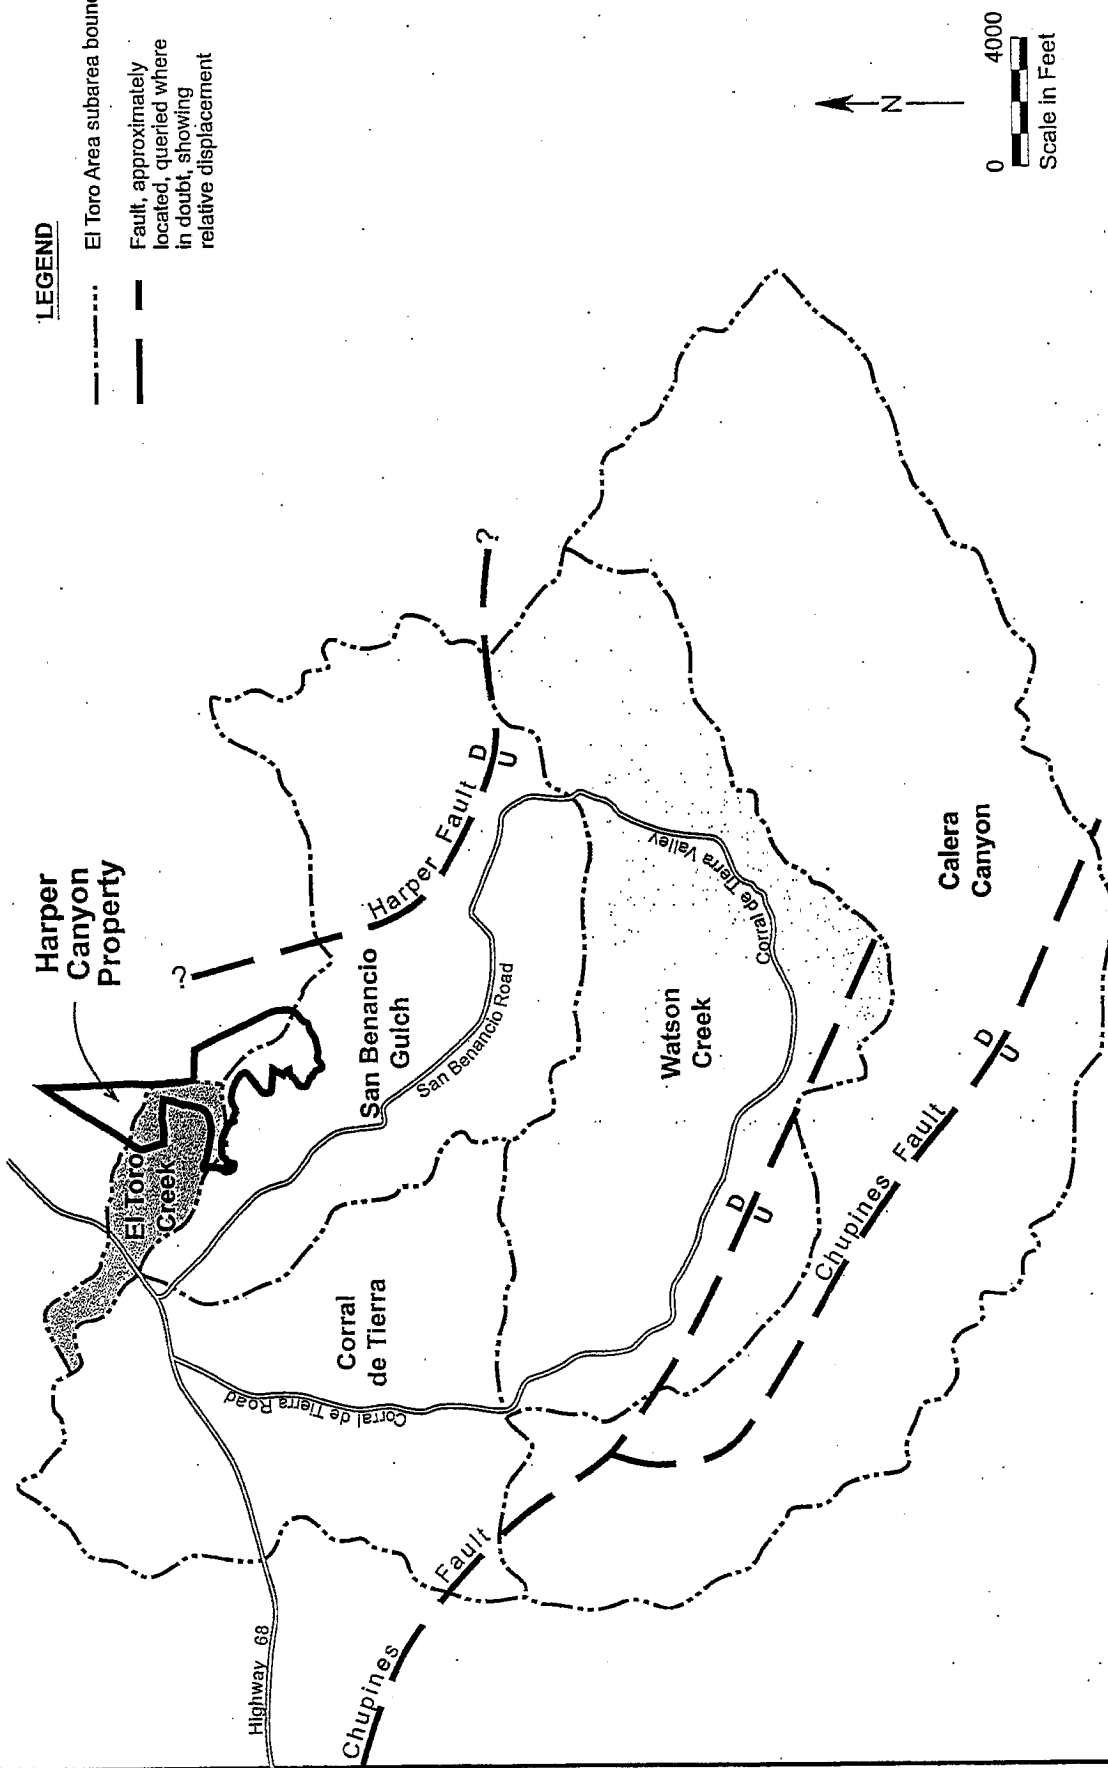 LEGEND
El Toro Area subarea
Fault, approximately
located, queried where
in doubt, showing
relative displacement
Harper
Canyon
Property
?
Harper Fault
D
U
?
El Toro
Creek
San Benancio
Gulch
San Benancio Road
Corral
de Tierra
Corral de Tierra Road
Highway 68
Watson
Creek
Corral de Tierra Valley
D
U
Chupines Fault
Chupines Fault
D
U
Calera
Canyon
N
0 4000
Scale in Feet